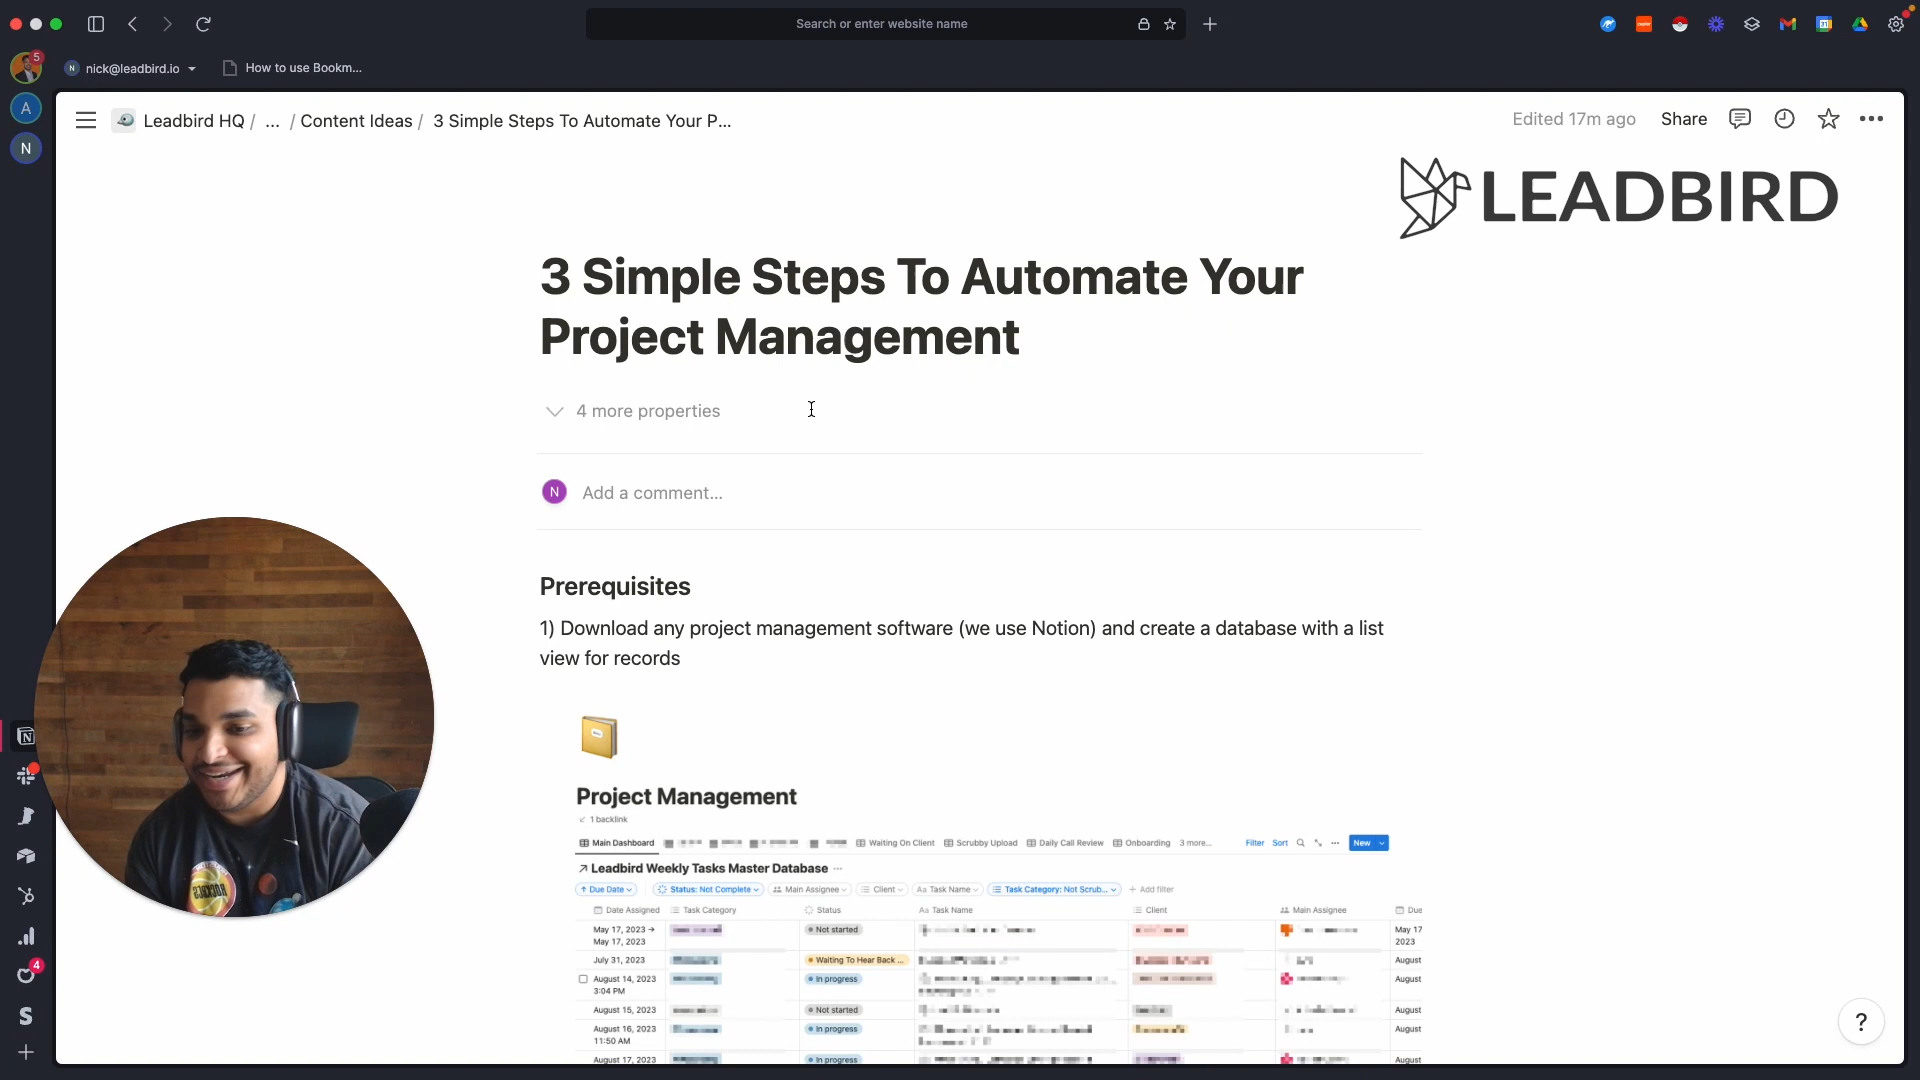 Search or enter website name
5
nick@leadbird.io
How to use Bookm...
A
N
Leadbird HQ / ... / Content Ideas / 3 Simple Steps To Automate Your P...
Edited 17m ago
Share
LEADBIRD
3 Simple Steps To Automate Your
Project Management
4 more properties
N
Add a comment...
Prerequisites
1) Download any project management software (we use Notion) and create a database with a list
view for records
Project Management
1 backlink
Main Dashboard
Waiting On Client
Scrubby Upload
Daily Call Review
Onboarding
3 more...
Filter
Sort
New
Leadbird Weekly Tasks Master Database ...
Due Date
Status: Not Complete
Main Assignee
Client
Aa Task Name
Task Category: Not Scrub...
+ Add filter
Date Assigned
Task Category
Status
Aa Task Name
Client
Main Assignee
Due
May 17, 2023 →
May 17, 2023
Not started
May 17
2023
July 31, 2023
Waiting To Hear Back ...
August
August 14, 2023
3:04 PM
In progress
August
August 15, 2023
Not started
August
August 16, 2023
11:50 AM
In progress
August
August 17, 2023
In progress
August
4
S
?